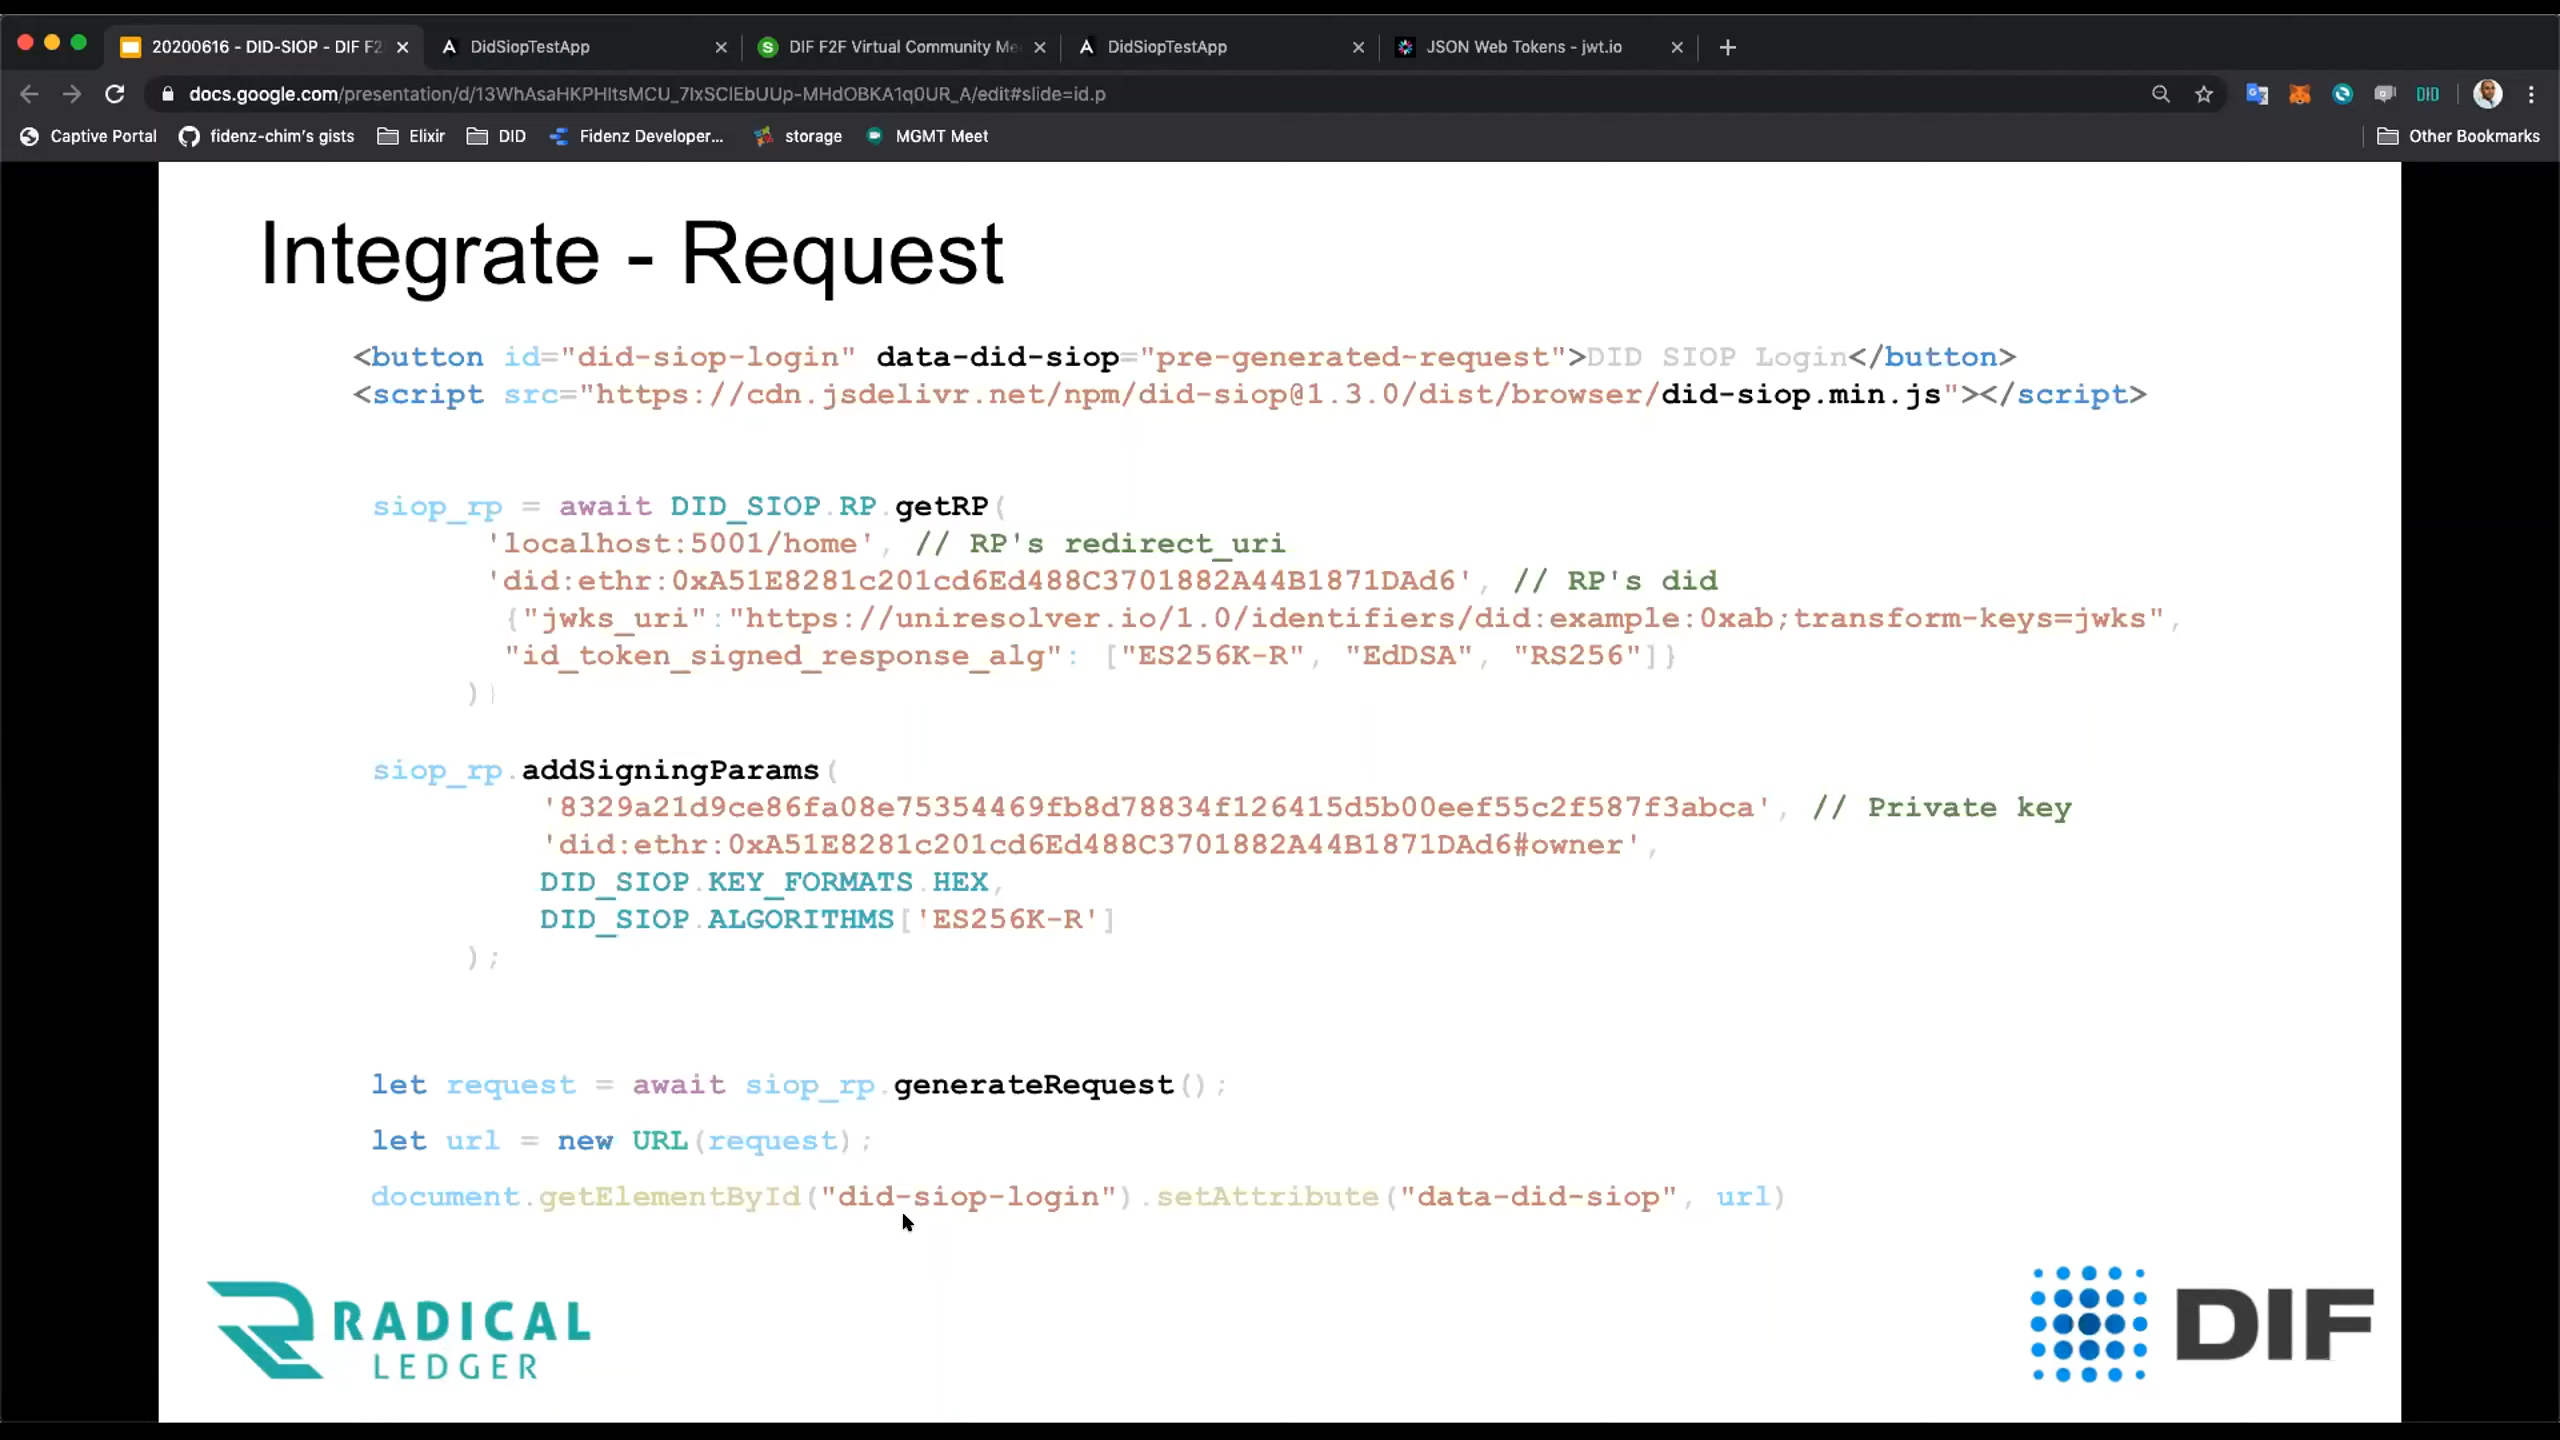 20200616 - DID-SIOP - DIF F2
DidSiopTestApp
DIF F2F Virtual Community Me
DidSiopTestApp
JSON Web Tokens - jwt.io
docs.google.com/presentation/d/13WhAsaHKPHItsMCU_7IxSClEbUUp-MHdOBKA1q0UR_A/edit#slide=id.p
DID
Captive Portal
fidenz-chim's gists
Elixir
DID
Fidenz Developer...
storage
MGMT Meet
Other Bookmarks
Integrate - Request
<button id="did-siop-login" data-did-siop="pre-generated-request">DID SIOP Login</button>
<script src="https://cdn.jsdelivr.net/npm/did-siop@1.3.0/dist/browser/did-siop.min.js"></script>
siop_rp = await DID_SIOP.RP.getRP(
'localhost:5001/home', // RP's redirect_uri
'did:ethr:0xA51E8281c201cd6Ed488C3701882A44B1871DAd6', // RP's did
{"jwks_uri":"https://uniresolver.io/1.0/identifiers/did:example:0xab;transform-keys=jwks",
"id_token_signed_response_alg": ["ES256K-R", "EdDSA", "RS256"]}
)}
siop_rp.addSigningParams(
'8329a21d9ce86fa08e75354469fb8d78834f126415d5b00eef55c2f587f3abca', // Private key
'did:ethr:0xA51E8281c201cd6Ed488C3701882A44B1871DAd6#owner',
DID_SIOP.KEY_FORMATS.HEX,
DID_SIOP.ALGORITHMS['ES256K-R']
);
let request = await siop_rp.generateRequest();
let url = new URL(request);
document.getElementById("did-siop-login").setAttribute("data-did-siop", url)
RADICAL
LEDGER
DIF